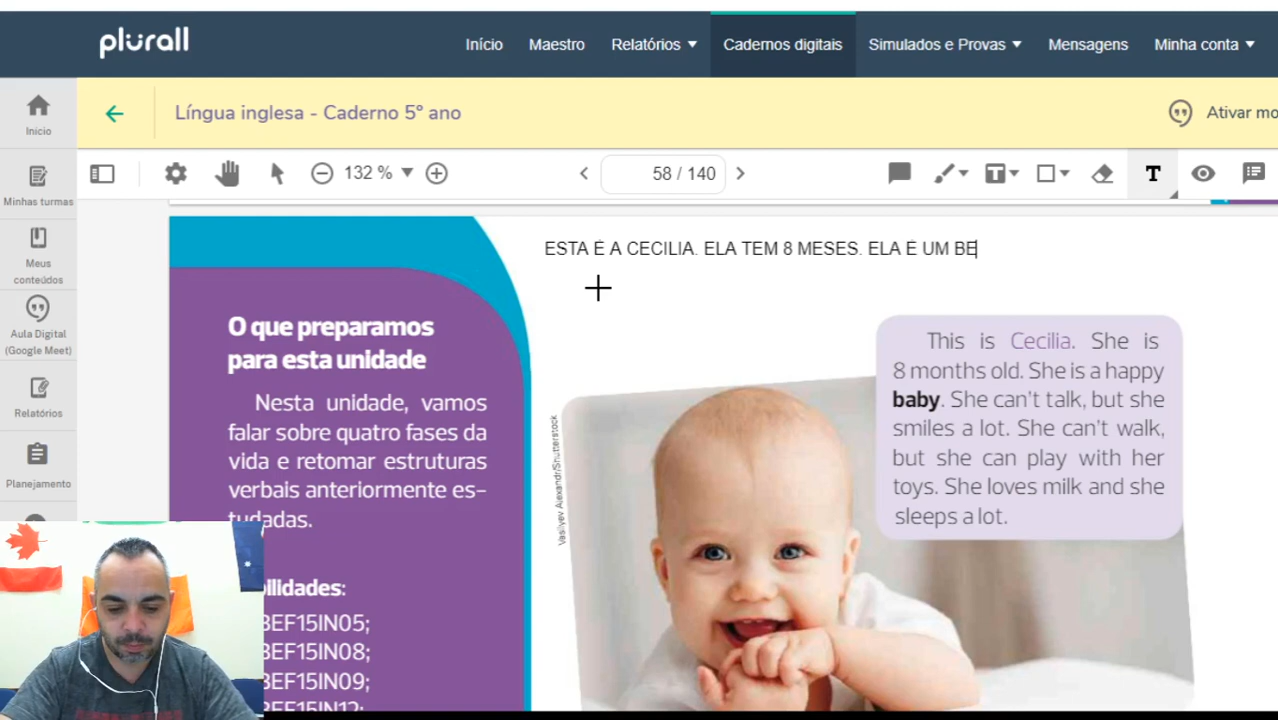 plurall
Início Maestro Relatórios Cadernos digitais Simulados e Provas Mensagens Minha conta
Inicio
Minhas turmas
Meus
conteúdos
Aula Digital
(Google Meet)
Relatórios
Planejamento
Língua inglesa - Caderno 5º ano
Ativar mo
132 %
58 / 140
T
T
ESTA É A CECILIA. ELA TEM 8 MESES. ELA É UM BE
O que preparamos
para esta unidade
Nesta unidade, vamos
falar sobre quatro fases da
vida e retomar estruturas
verbais anteriormente es-
tudadas.
bilidades:
BEF15IN05;
BEF15IN08;
BEF15IN09;
BEF15IN12;
Vasilyev Alexandr/Shutterstock
This is Cecilia. She is
8 months old. She is a happy
baby. She can't talk, but she
smiles a lot. She can't walk,
but she can play with her
toys. She loves milk and she
sleeps a lot.